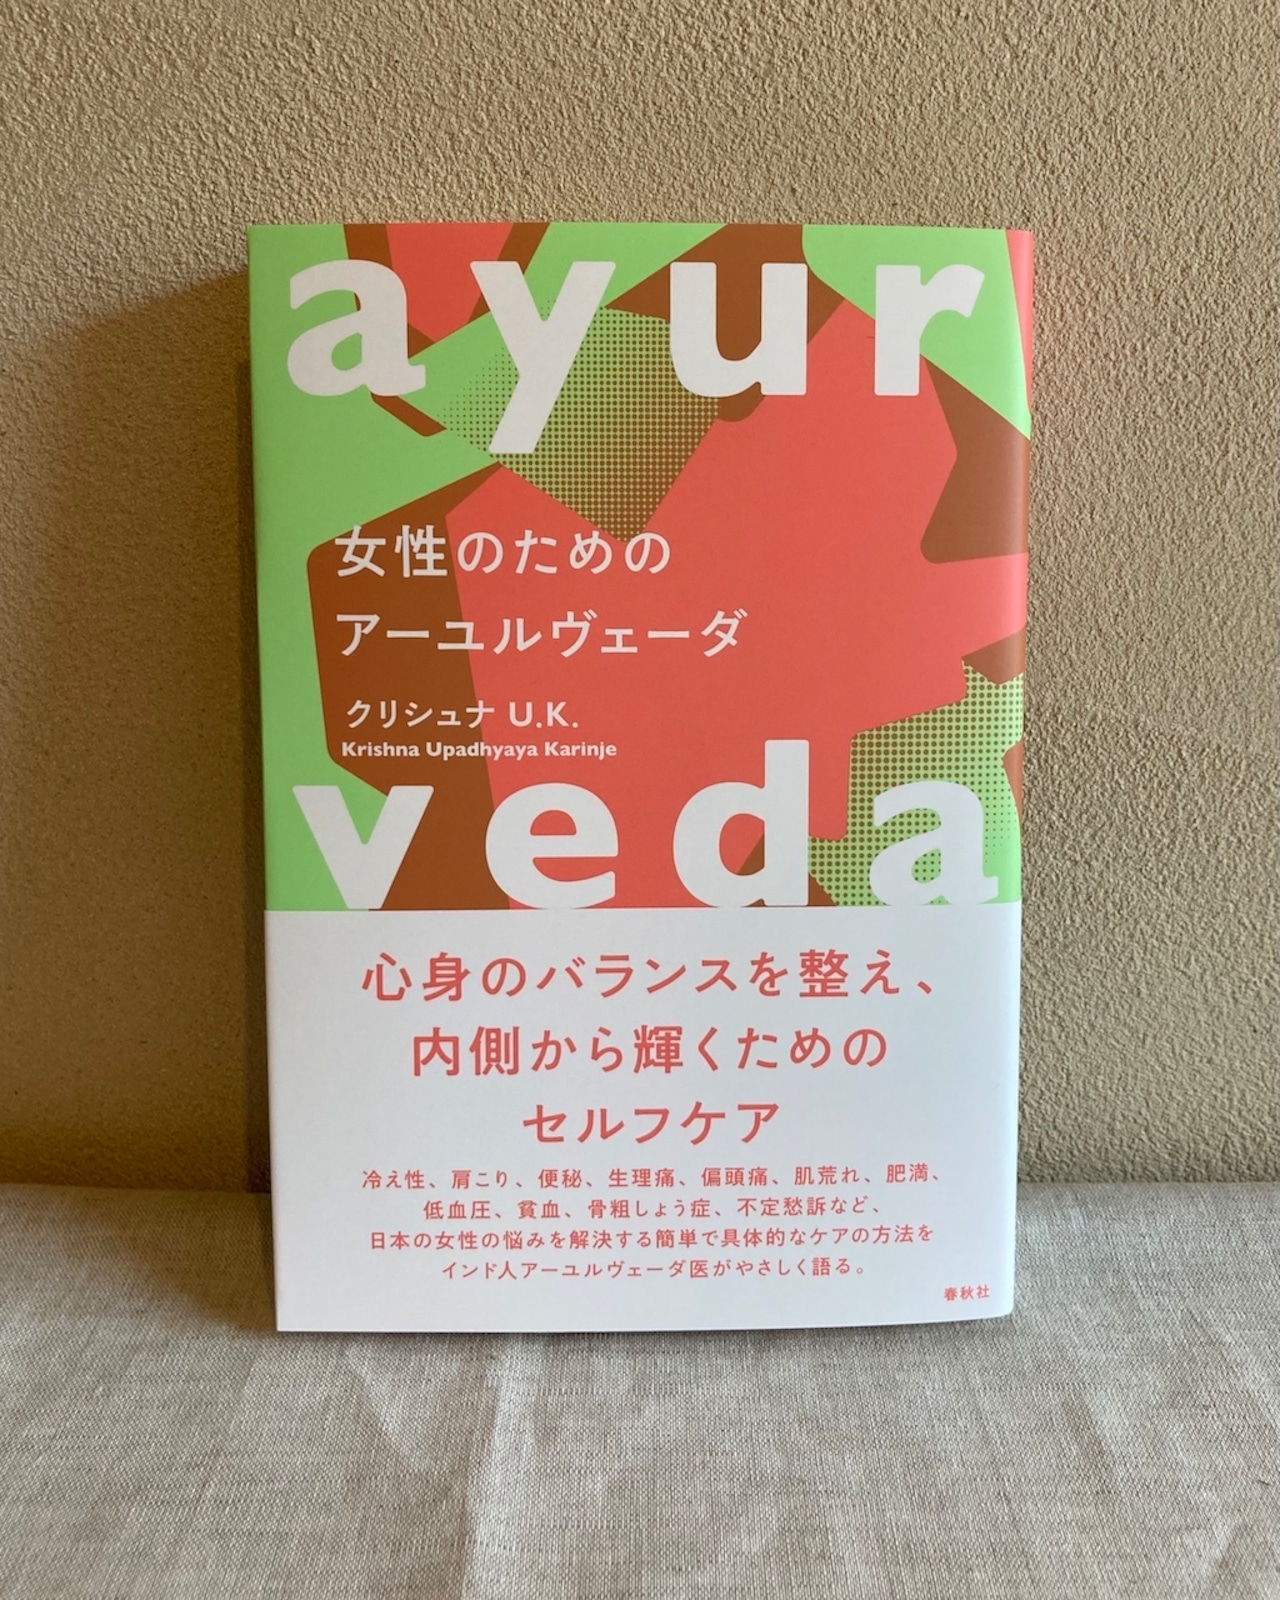 ayur
女性のための
アーユルヴェーダ
クリシュナ U.K.
Krishna Upadhyaya Karinje
veda
心身のバランスを整え、
内側から輝くための
セルフケア
冷え性、肩こり、便秘、生理痛、偏頭痛、肌荒れ、肥満、
低血圧、貧血、骨粗しょう症、不定愁訴など、
日本の女性の悩みを解決する簡単で具体的なケアの方法を
インド人アーユルヴェーダ医がやさしく語る。
春秋社